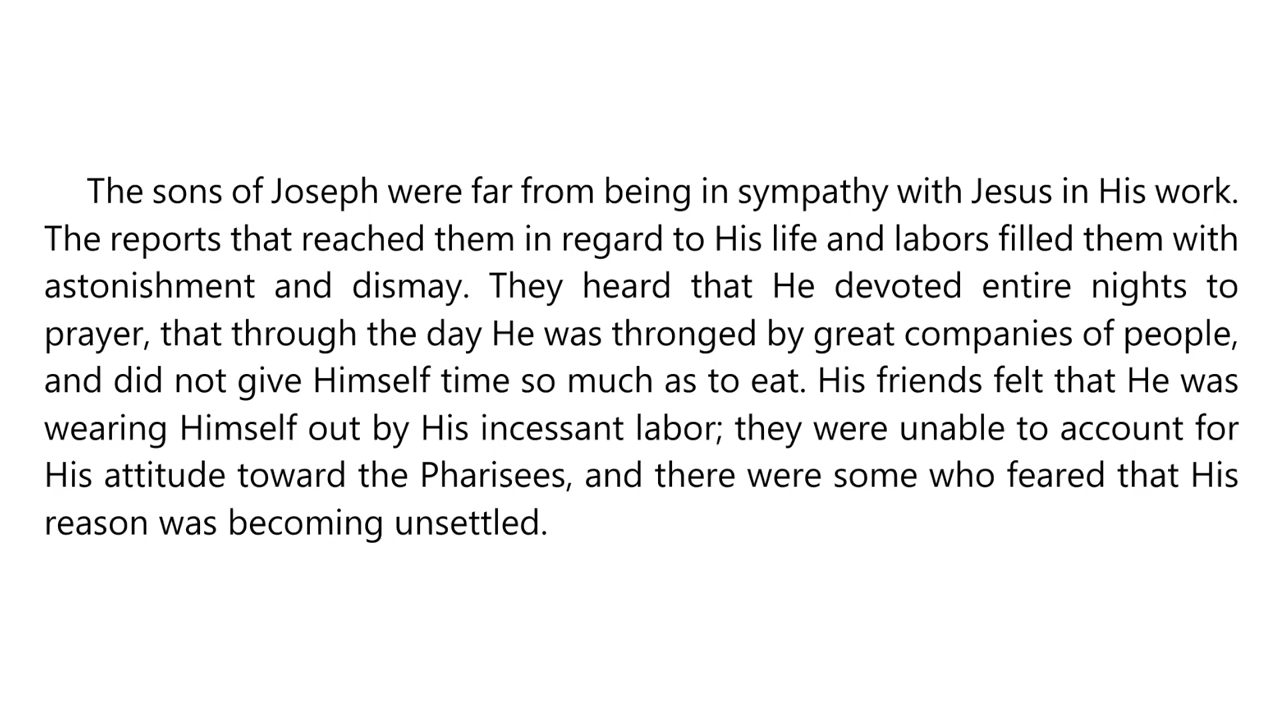 The sons of Joseph were far from being in sympathy with Jesus in His work.
The reports that reached them in regard to His life and labors filled them with
astonishment and dismay. They heard that He devoted entire nights to
prayer, that through the day He was thronged by great companies of people,
and did not give Himself time so much as to eat. His friends felt that He was
wearing Himself out by His incessant labor; they were unable to account for
His attitude toward the Pharisees, and there were some who feared that His
reason was becoming unsettled.